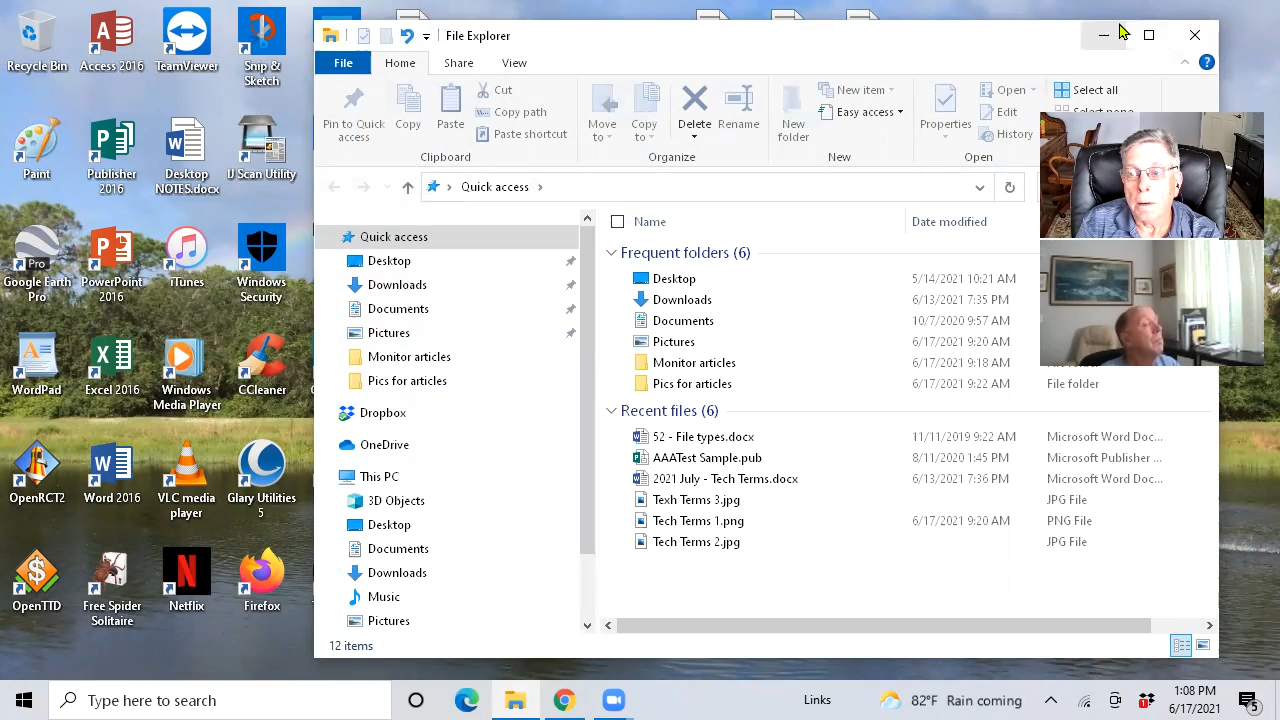 Recycle Bin
Access 2016
TeamViewer
Snip &
Sketch
Paint
Publisher
2016
Desktop
NOTES.docx
IJ Scan Utility
Google Earth
Pro
PowerPoint
2016
iTunes
Windows
Security
WordPad
Excel 2016
Windows
Media Player
CCleaner
OpenRCT2
Word 2016
VLC media
player
Glary Utilities
5
OpenTTD
Free Spider
Solitaire
Netflix
Firefox
File Explorer
File
Home
Share
View
Pin to Quick
access
Copy
Paste
Cut
Copy path
Paste shortcut
Clipboard
Move
to
Copy
to
Delete
Rename
Organize
New
folder
New item
Easy access
New
Properties
Open
Edit
History
Open
Select all
Quick access
Name
Date modified
Quick access
Desktop
Downloads
Documents
Pictures
Monitor articles
Pics for articles
Dropbox
OneDrive
This PC
3D Objects
Desktop
Documents
Downloads
Music
Pictures
Frequent folders (6)
Desktop 5/14/2021 10:21 AM
Downloads 6/13/2021 7:35 PM
Documents 10/7/2020 9:57 AM
Pictures 6/17/2021 9:20 AM
Monitor articles 6/17/2021 9:18 AM
Pics for articles 6/17/2021 9:22 AM File folder
Recent files (6)
52 - File types.docx 11/11/2019 9:22 AM Microsoft Word Doc...
AAATest Sample.pub 8/11/2020 1:45 PM Microsoft Publisher ...
2021 July - Tech Terms.docx 6/13/2021 7:36 PM Microsoft Word Doc...
Texh Terms 3.jpg JPG File
Tech Terms 1.png 6/17/2021 9:20 AM PNG File
Tech Terms 2.jpg JPG File
12 items
Type here to search
Links
82°F Rain coming
1:08 PM
6/17/2021
5